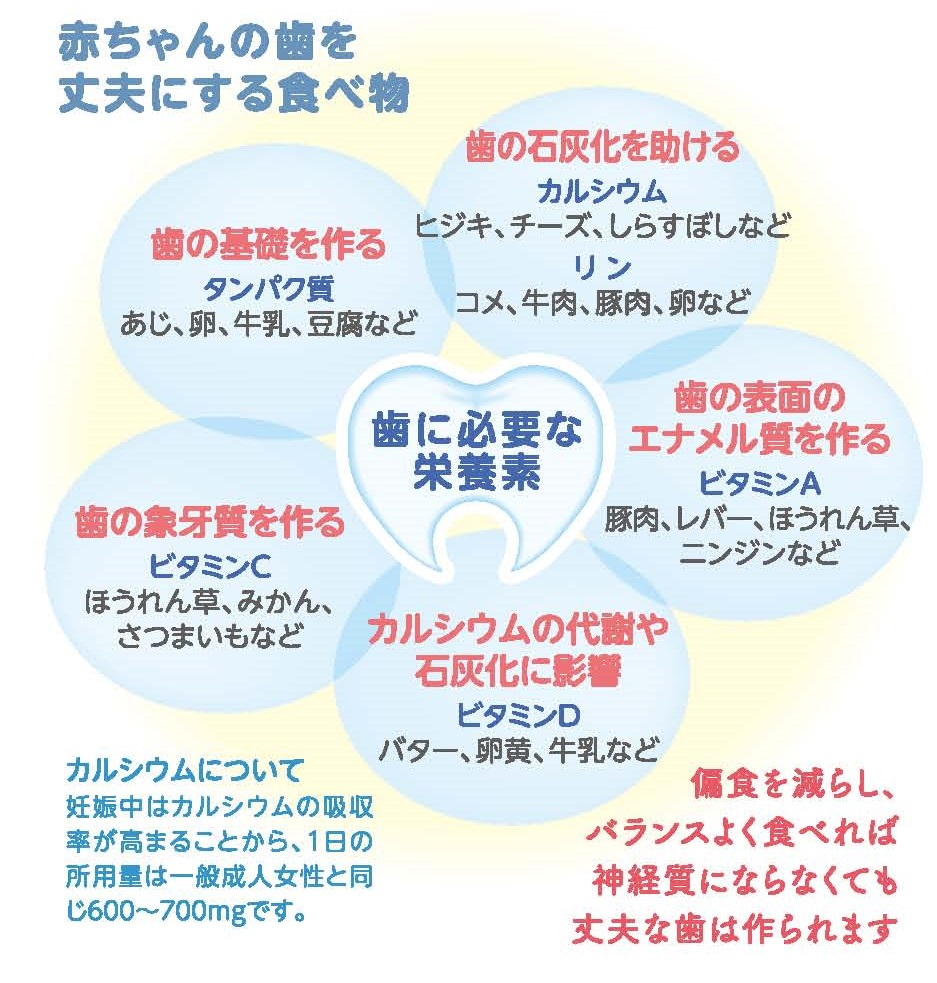 赤ちゃんの歯を
丈夫にする食べ物
歯の石灰化を助ける
カルシウム
ヒジキ、チーズ、しらすぼしなど
リン
コメ、牛肉、豚肉、卵など
歯の基礎を作る
タンパク質
あじ、卵、牛乳、豆腐など
歯に必要な
栄養素
歯の表面の
エナメル質を作る
ビタミンA
豚肉、レバー、ほうれん草、
ニンジンなど
歯の象牙質を作る
ビタミンC
ほうれん草、みかん、
さつまいもなど
カルシウムの代謝や
石灰化に影響
ビタミンD
バター、卵黄、牛乳など
カルシウムについて
妊娠中はカルシウムの吸収
率が高まることから、1日の
所用量は一般成人女性と同
じ600〜700mgです。
偏食を減らし、
バランスよく食べれば
神経質にならなくても
丈夫な歯は作られます